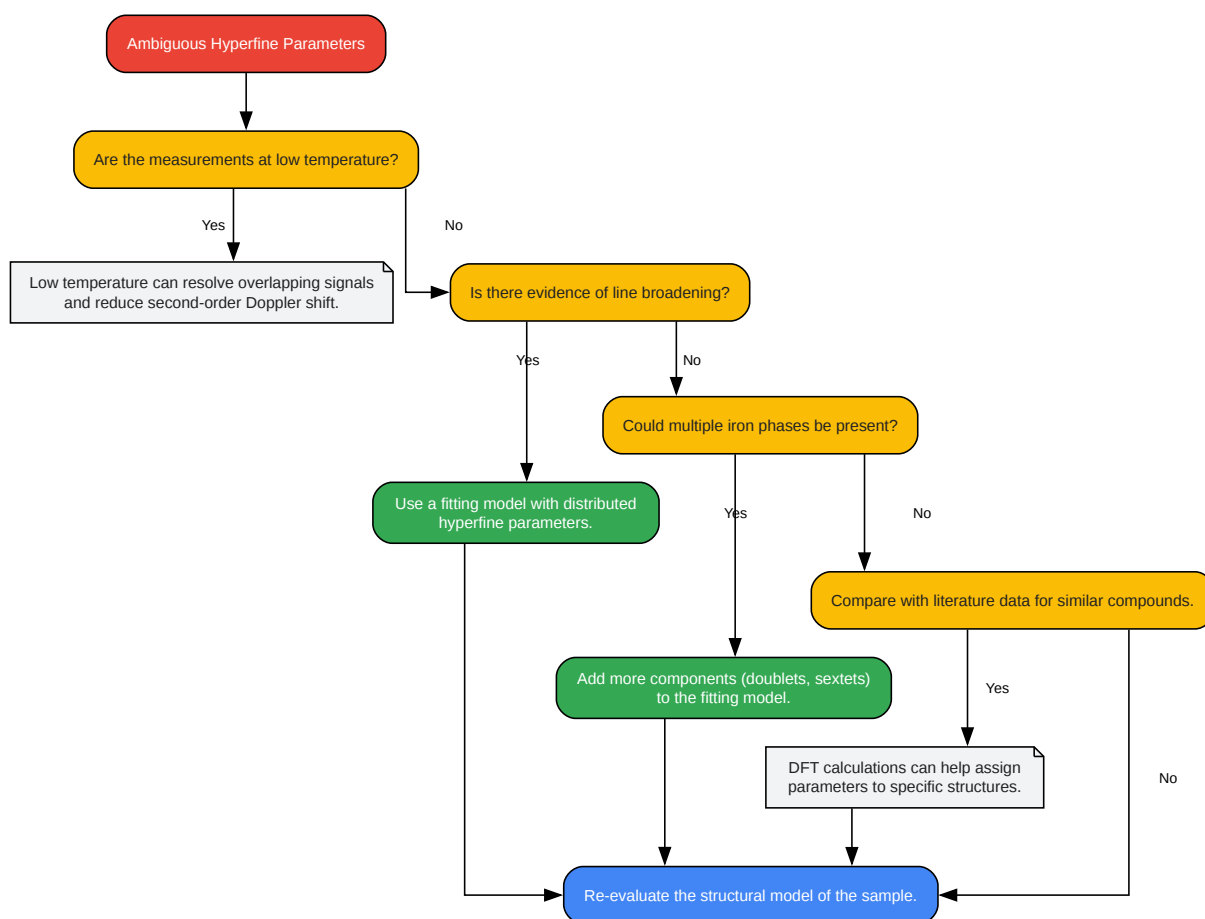 Ambiguous Hyperfine Parameters
Are the measurements at low temperature?
Yes
No
Low temperature can resolve overlapping signals
and reduce second-order Doppler shift.
Is there evidence of line broadening?
Yes
No
Could multiple iron phases be present?
Use a fitting model with distributed
hyperfine parameters.
Yes
No
Compare with literature data for similar compounds.
Add more components (doublets, sextets)
to the fitting model.
Yes
DFT calculations can help assign
parameters to specific structures.
No
Re-evaluate the structural model of the sample.